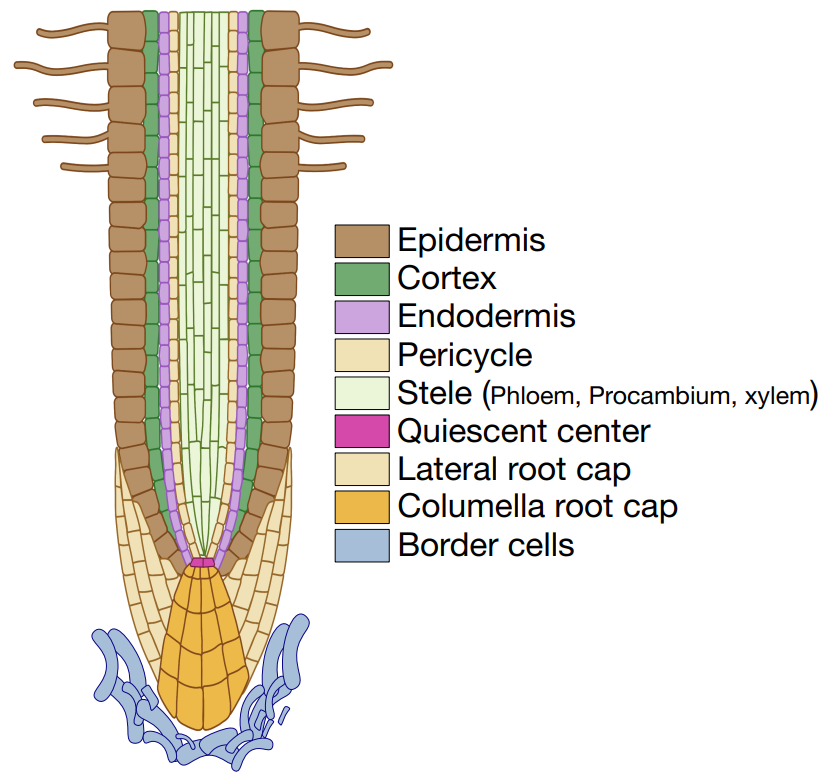 Epidermis
Cortex
Endodermis
Pericycle
Stele (Phloem, Procambium, xylem)
Quiescent center
Lateral root cap
Columella root cap
Border cells